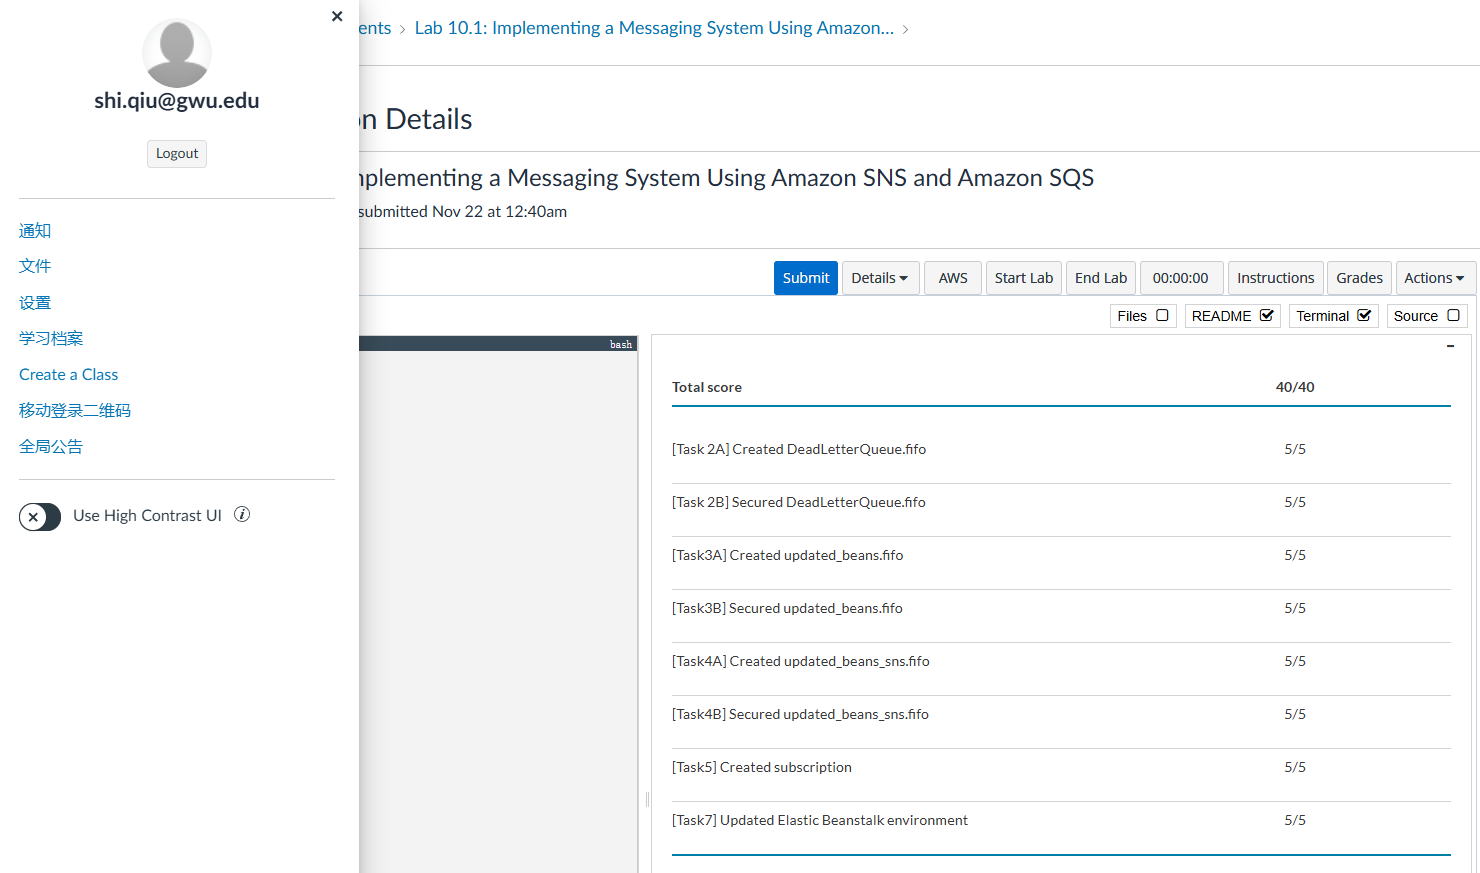 ents › Lab 10.1: Implementing a Messaging System Using Amazon... ›
shi.qiu@gwu.edu
Logout
通知
文件
设置
学习档案
Create a Class
移动登录二维码
全局公告
Use High Contrast UI
on Details
mplementing a Messaging System Using Amazon SNS and Amazon SQS
submitted Nov 22 at 12:40am
Submit Details AWS Start Lab End Lab 00:00:00 Instructions Grades Actions
Files README Terminal Source
bash
Total score 40/40
[Task 2A] Created DeadLetterQueue.fifo 5/5
[Task 2B] Secured DeadLetterQueue.fifo 5/5
[Task3A] Created updated_beans.fifo 5/5
[Task3B] Secured updated_beans.fifo 5/5
[Task4A] Created updated_beans_sns.fifo 5/5
[Task4B] Secured updated_beans_sns.fifo 5/5
[Task5] Created subscription 5/5
[Task7] Updated Elastic Beanstalk environment 5/5